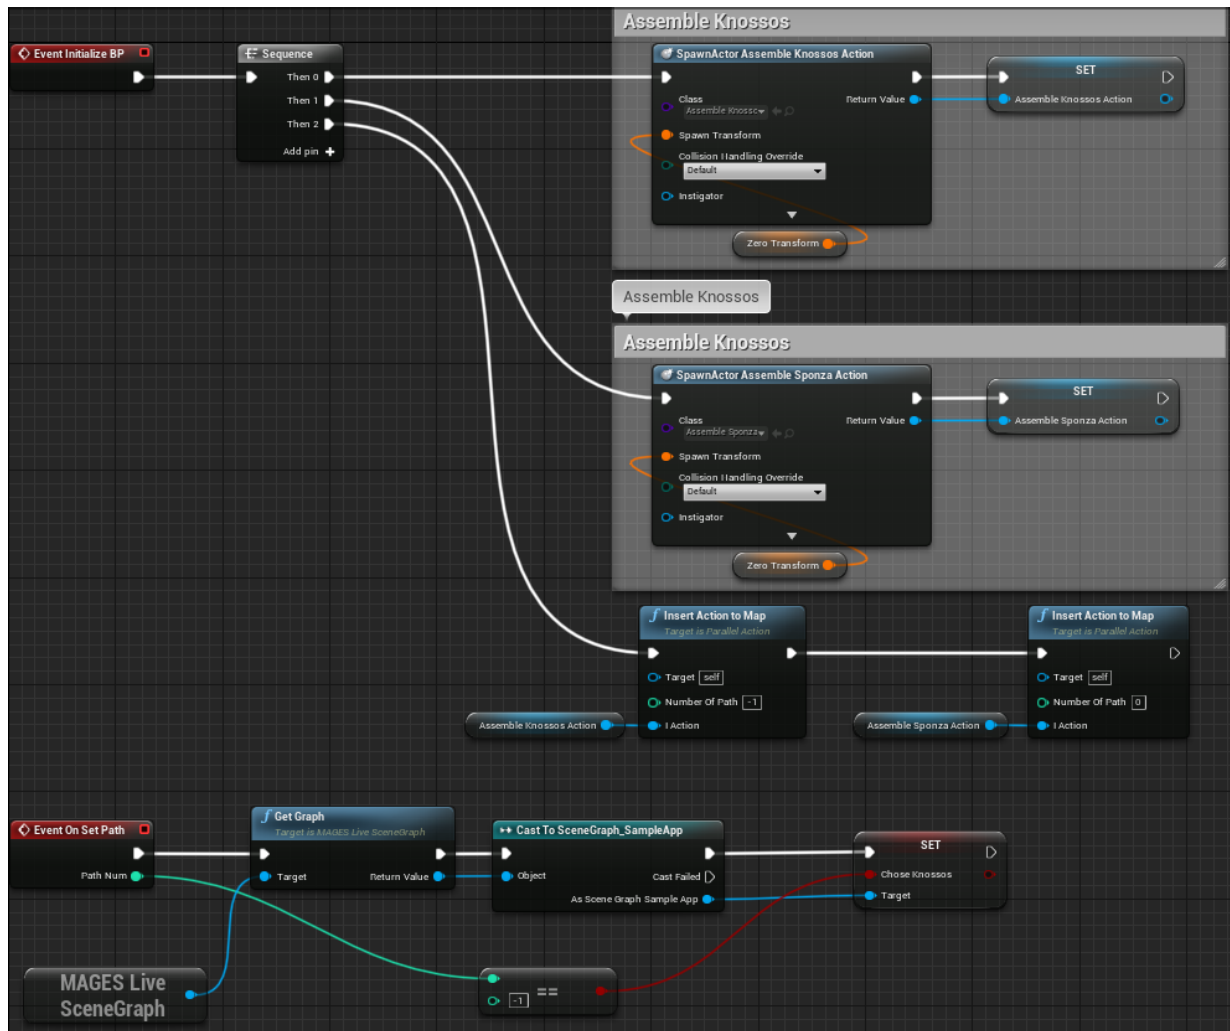 Assemble Knossos
Event Initialize BP
Sequence
Then 0
Then 1
Then 2
Add pin
SpawnActor Assemble Knossos Action
Class
Assemble Knossc
Return Value
Spawn Transform
Collision Handling Override
Default
Instigator
Zero Transform
SET
Assemble Knossos Action
Assemble Knossos
Assemble Knossos
SpawnActor Assemble Sponza Action
Class
Assemble Sponza
Return Value
Spawn Transform
Collision Handling Override
Default
Instigator
Zero Transform
SET
Assemble Sponza Action
Insert Action to Map
Target is Parallel Action
Target self
Number Of Path -1
I Action
Assemble Knossos Action
Insert Action to Map
Target is Parallel Action
Target self
Number Of Path 0
I Action
Assemble Sponza Action
Event On Set Path
Path Num
Get Graph
Target is MAGES Live SceneGraph
Target
Return Value
Cast To SceneGraph_SampleApp
Object
Cast Failed
As Scene Graph Sample App
SET
Chose Knossos
Target
MAGES Live
SceneGraph
-1
==